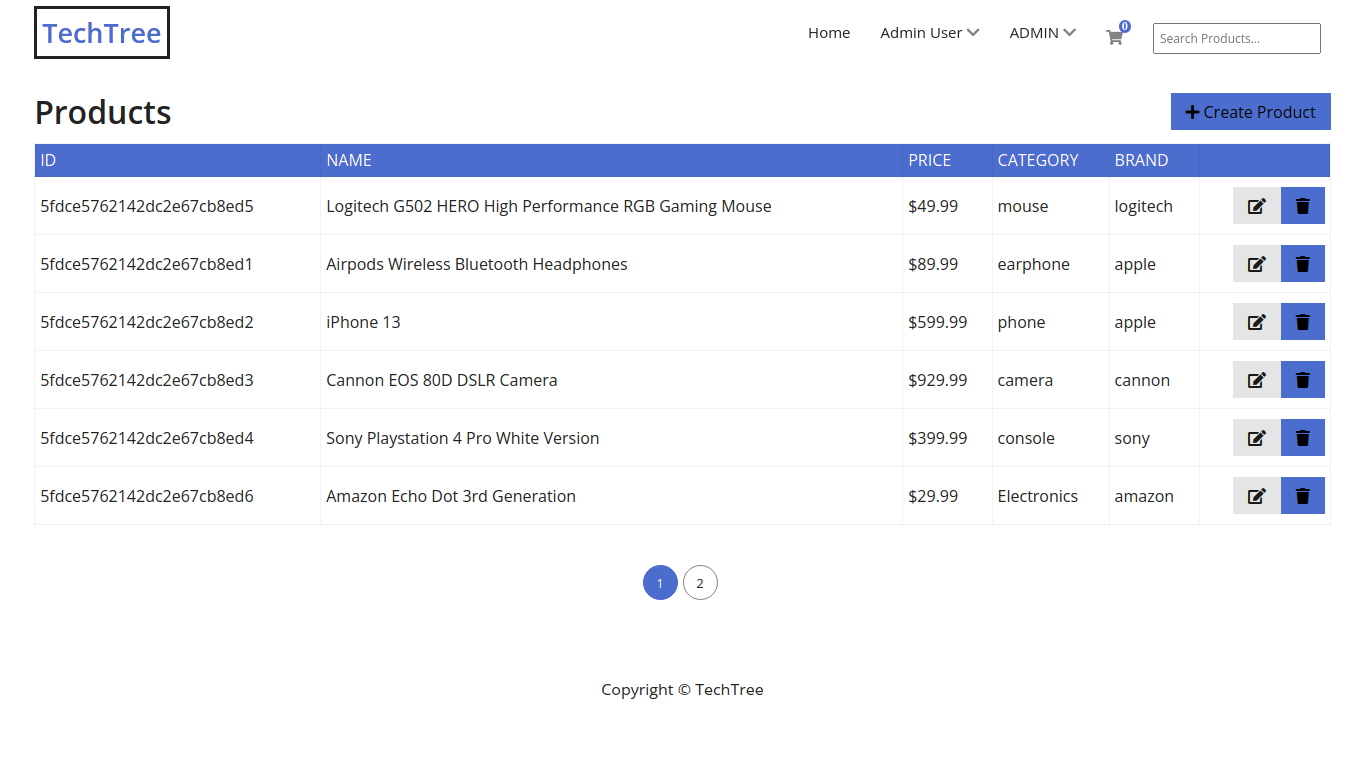 TechTree
Home Admin User ADMIN 0 Search Products...
Products
Create Product
ID NAME PRICE CATEGORY BRAND
5fdce5762142dc2e67cb8ed5 Logitech G502 HERO High Performance RGB Gaming Mouse $49.99 mouse logitech
5fdce5762142dc2e67cb8ed1 Airpods Wireless Bluetooth Headphones $89.99 earphone apple
5fdce5762142dc2e67cb8ed2 iPhone 13 $599.99 phone apple
5fdce5762142dc2e67cb8ed3 Cannon EOS 80D DSLR Camera $929.99 camera cannon
5fdce5762142dc2e67cb8ed4 Sony Playstation 4 Pro White Version $399.99 console sony
5fdce5762142dc2e67cb8ed6 Amazon Echo Dot 3rd Generation $29.99 Electronics amazon
1 2
Copyright © TechTree